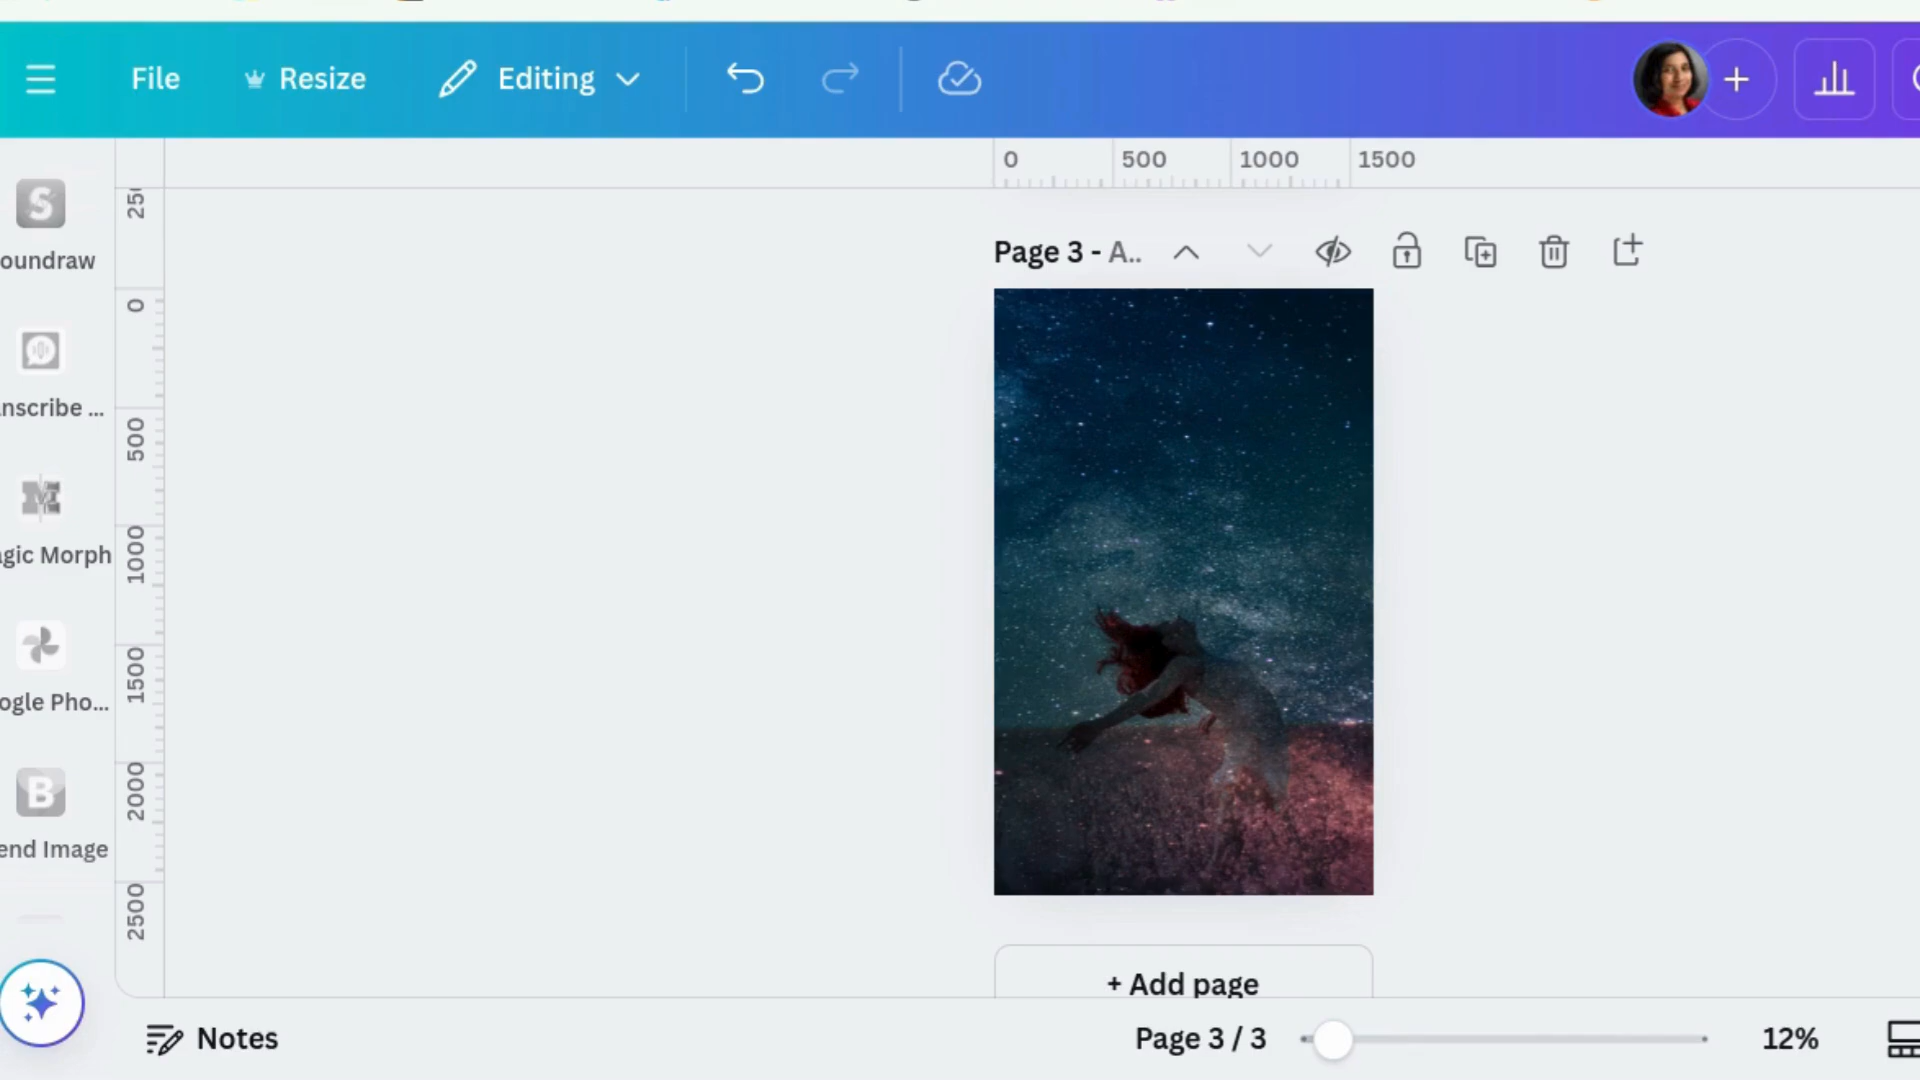 File Resize Editing
0 500 1000 1500
Page 3 - A..
oundraw
nscribe ...
gic Morph
ogle Pho...
B
end Image
S
M
0
500
1000
1500
2000
2500
+ Add page
Notes Page 3 / 3 12%